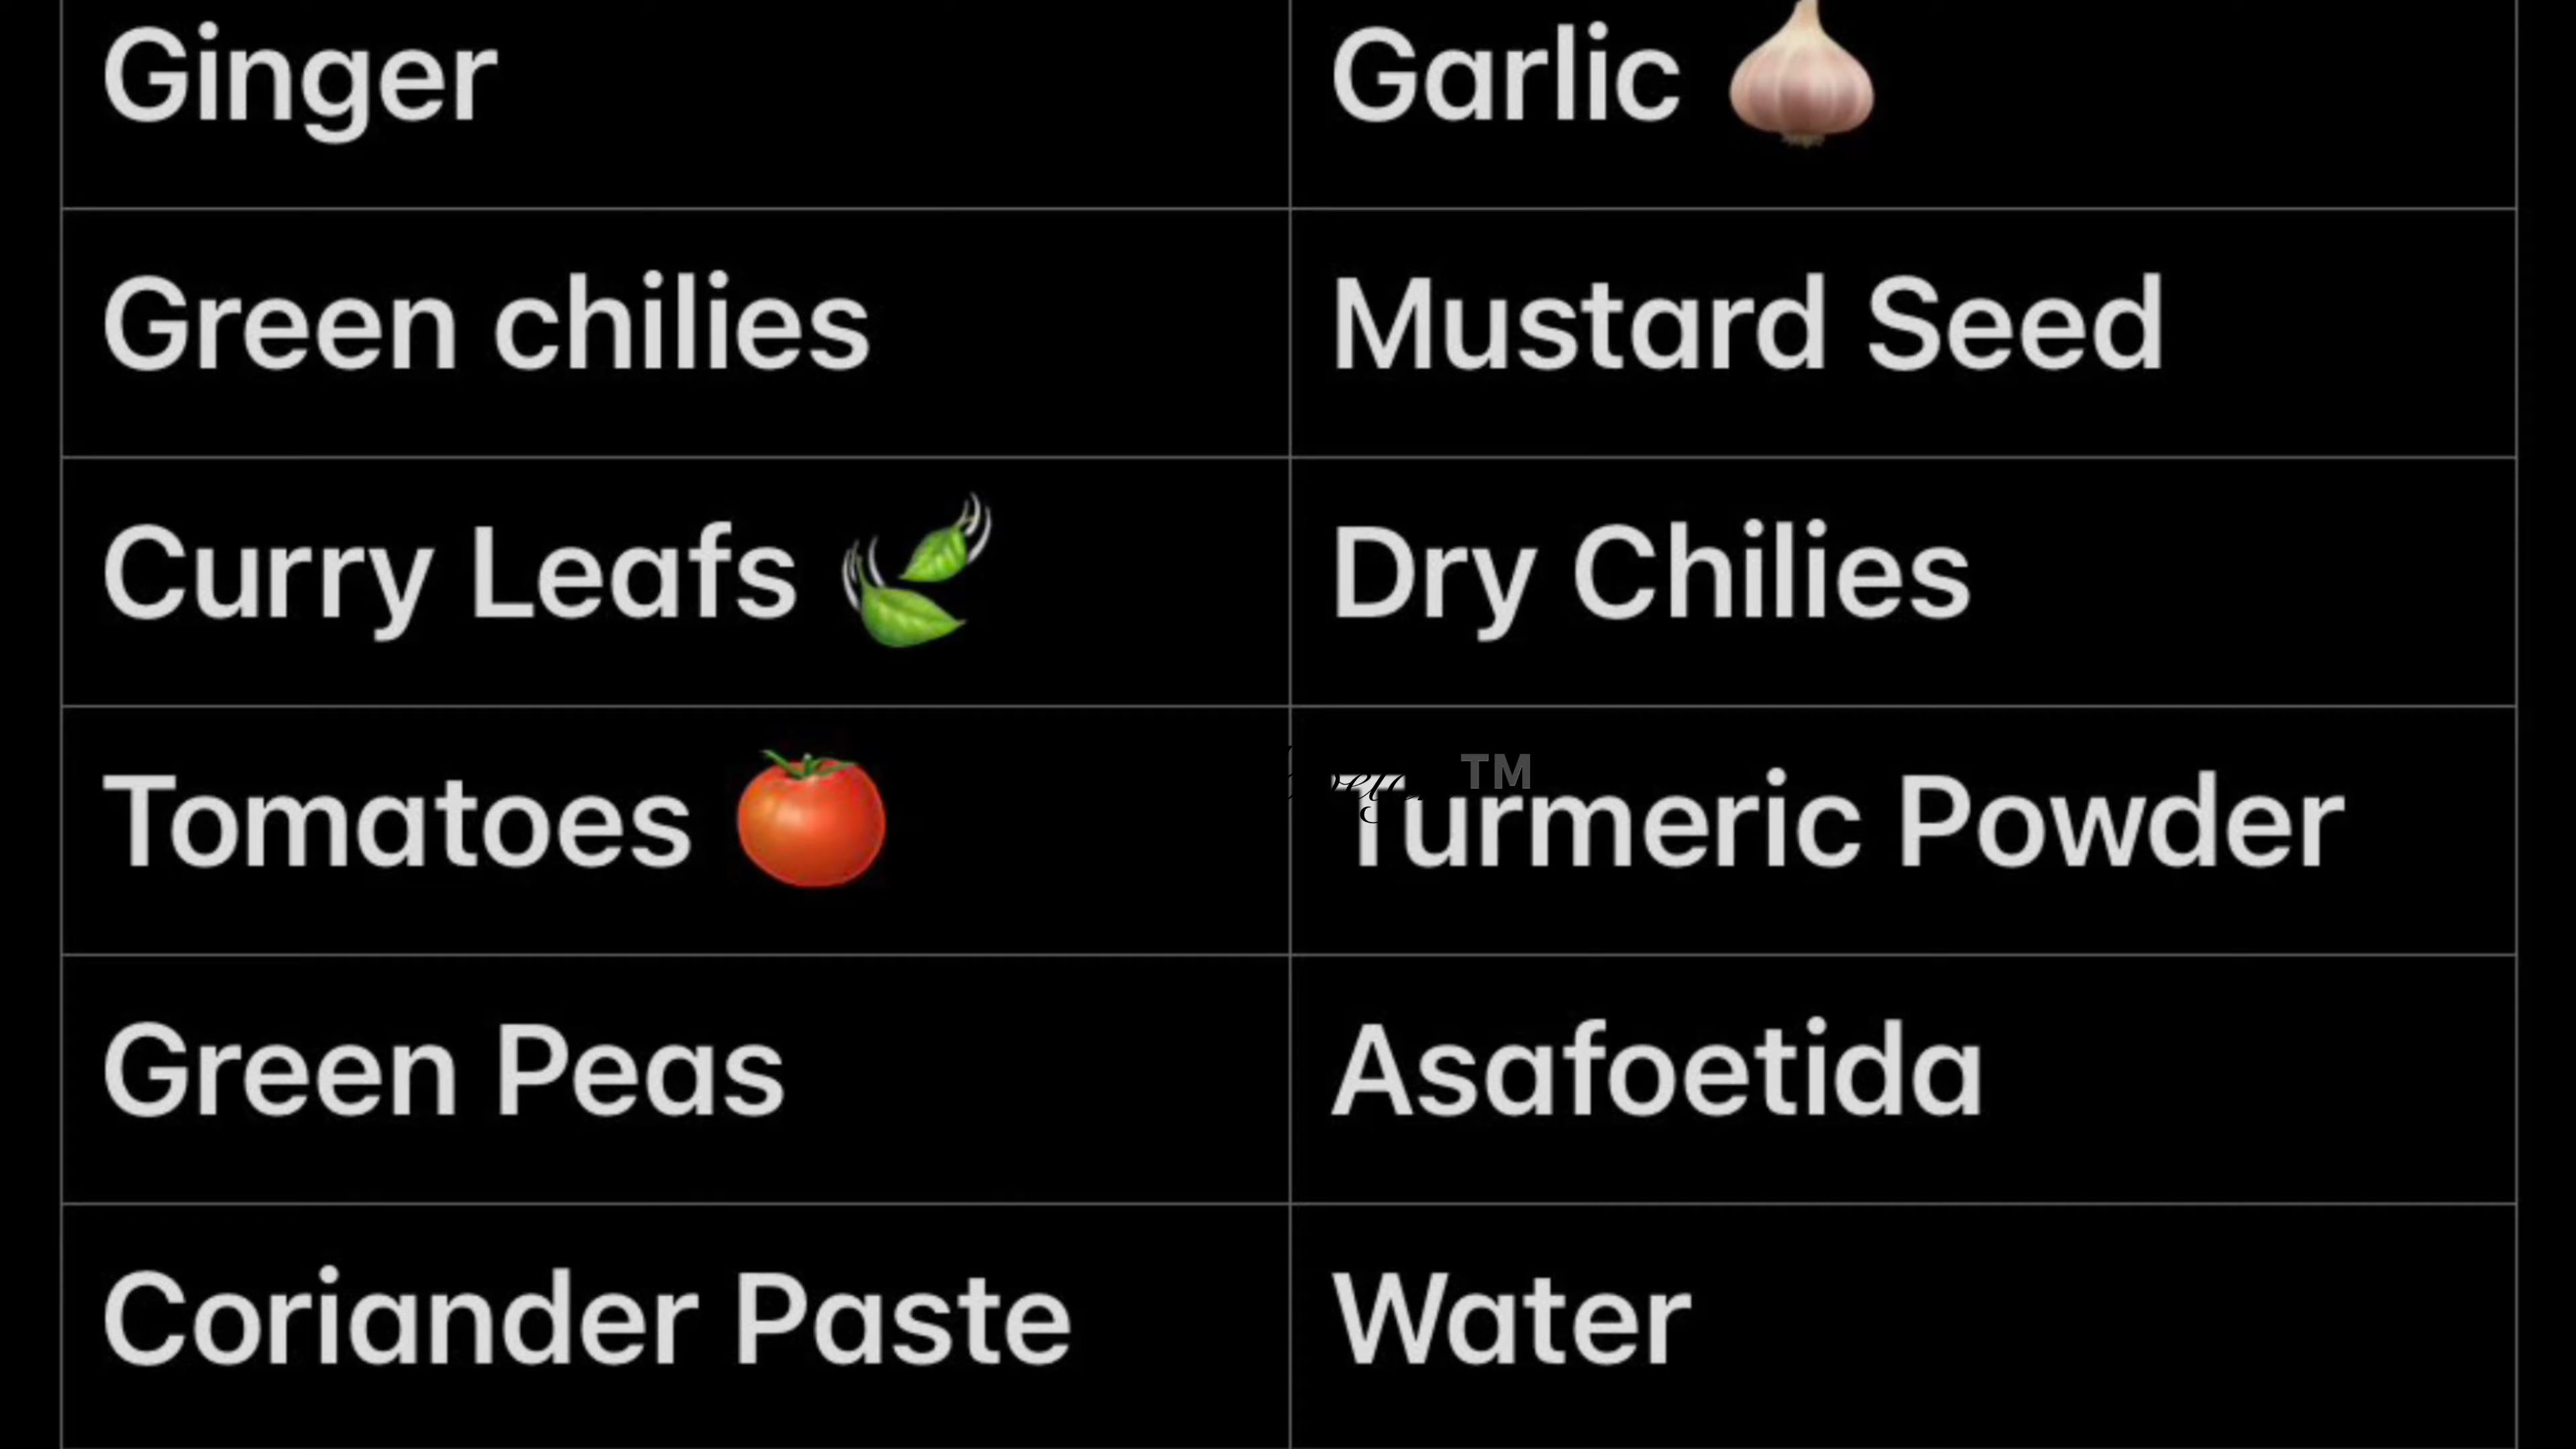 Ginger
Garlic 🧄
Green chilies
Mustard Seed
Curry Leafs 🍃
Dry Chilies
Tomatoes 🍅
Turmeric Powder
TM
Green Peas
Asafoetida
Coriander Paste
Water